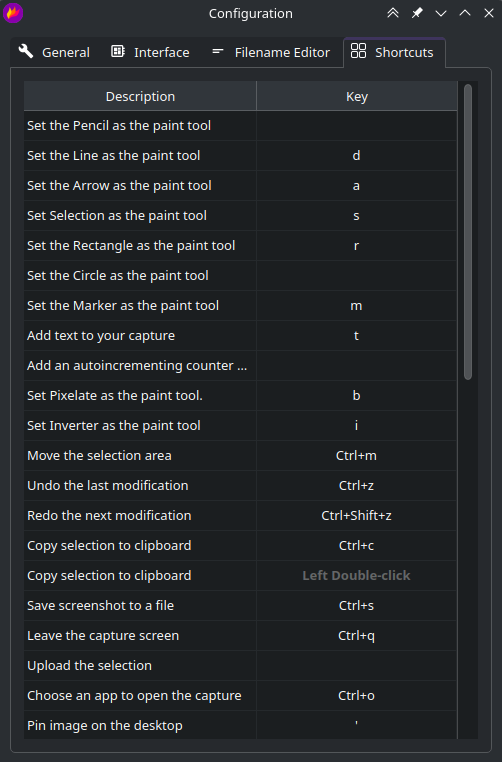 Configuration
General Interface Filename Editor Shortcuts
Description Key
Set the Pencil as the paint tool
Set the Line as the paint tool d
Set the Arrow as the paint tool a
Set Selection as the paint tool s
Set the Rectangle as the paint tool r
Set the Circle as the paint tool
Set the Marker as the paint tool m
Add text to your capture t
Add an autoincrementing counter ...
Set Pixelate as the paint tool. b
Set Inverter as the paint tool i
Move the selection area Ctrl+m
Undo the last modification Ctrl+z
Redo the next modification Ctrl+Shift+z
Copy selection to clipboard Ctrl+c
Copy selection to clipboard Left Double-click
Save screenshot to a file Ctrl+s
Leave the capture screen Ctrl+q
Upload the selection
Choose an app to open the capture Ctrl+o
Pin image on the desktop '